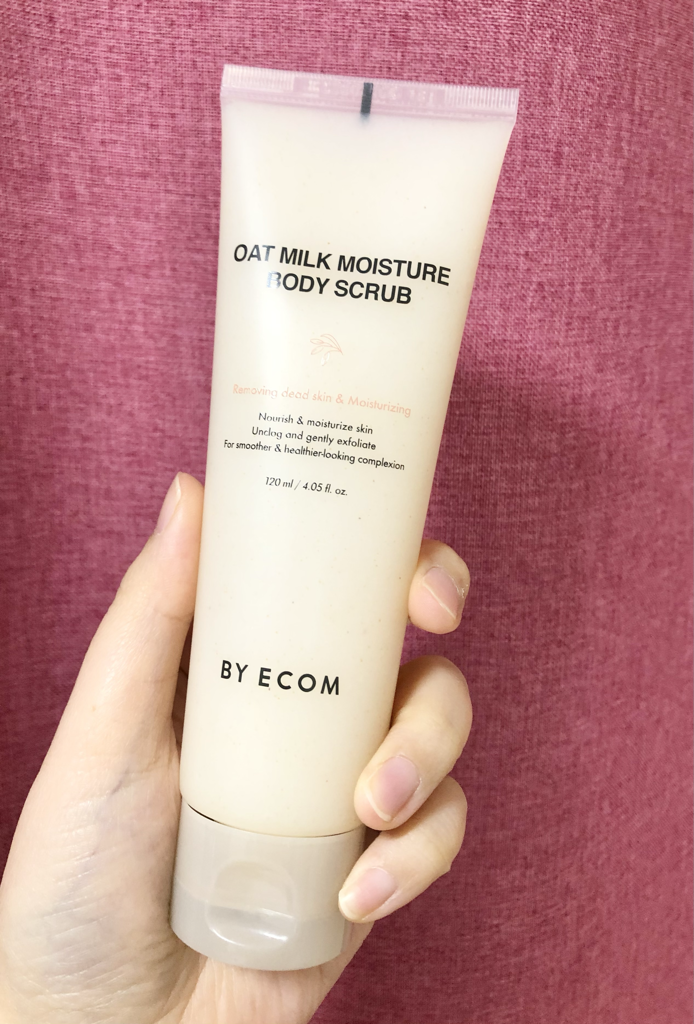 OAT MILK MOISTURE
BODY SCRUB
Removing dead skin & Moisturizing
Nourish & moisturize skin
Unclog and gently exfoliate
For smoother & healthier-looking complexion
120 ml / 4.05 fl. oz.
BY ECOM